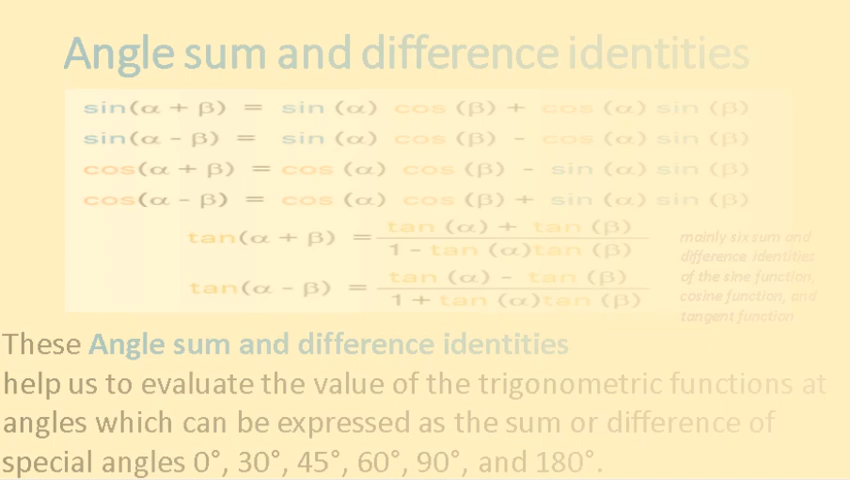 Angle sum and difference identities
sin(α + β) = sin (α) cos (β) + cos (α) sin (β)
sin(α - β) = sin (α) cos (β) - cos (α) sin (β)
cos(α + β) = cos (α) cos (β) - sin (α) sin (β)
cos(α - β) = cos (α) cos (β) + sin (α) sin (β)
tan (α) + tan (β)
tan(α + β) =
1 - tan (α)tan (β)
tan (α) - tan (β)
tan(α - β) =
1 + tan (α)tan (β)
mainly six sum and
difference identities
of the sine function,
cosine function, and
tangent function
These Angle sum and difference identities
help us to evaluate the value of the trigonometric functions at
angles which can be expressed as the sum or difference of
special angles 0°, 30°, 45°, 60°, 90°, and 180°.